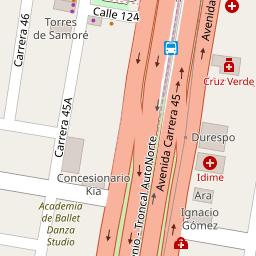 Torres
de Samoré
Calle 124
Carrera 46
Carrera 45A
Avenida Carrera 45
Cruz Verde
Durespo
Idime
Concesionario
Kia
Ara
Academia
de Ballet
Danza
Studio
Ignacio
Gómez
onio - Troncal AutoNorte